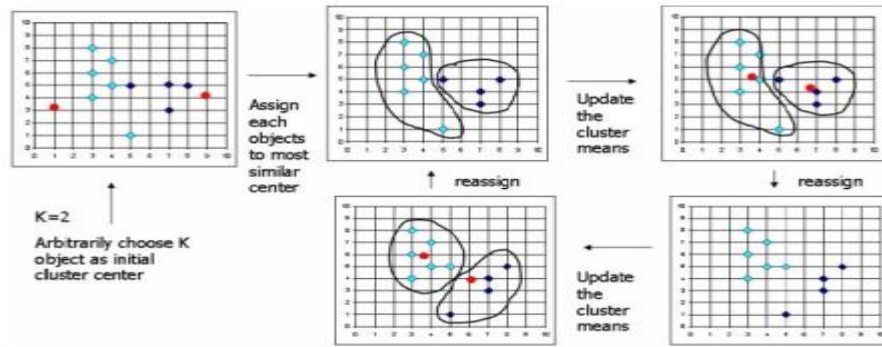 Assign
each
objects
to most
similar
center
Update
the
cluster
means
reassign
reassign
K=2
Arbitrarily choose K
object as initial
cluster center
Update
the
cluster
means